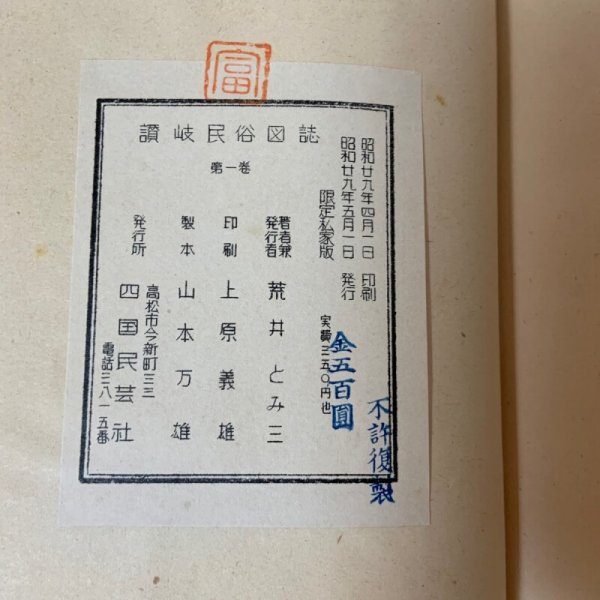 富
讃岐民俗図誌
第一巻
昭和廿九年四月一日 印刷
昭和廿九年五月一日 発行
限定私家版
実費三五〇円也
金五百圓
不許復製
著者兼発行者 荒井とみ三
印刷 上原義雄
製本 山本万雄
発行所 高松市今新町三三
四国民芸社
電話三八一五番